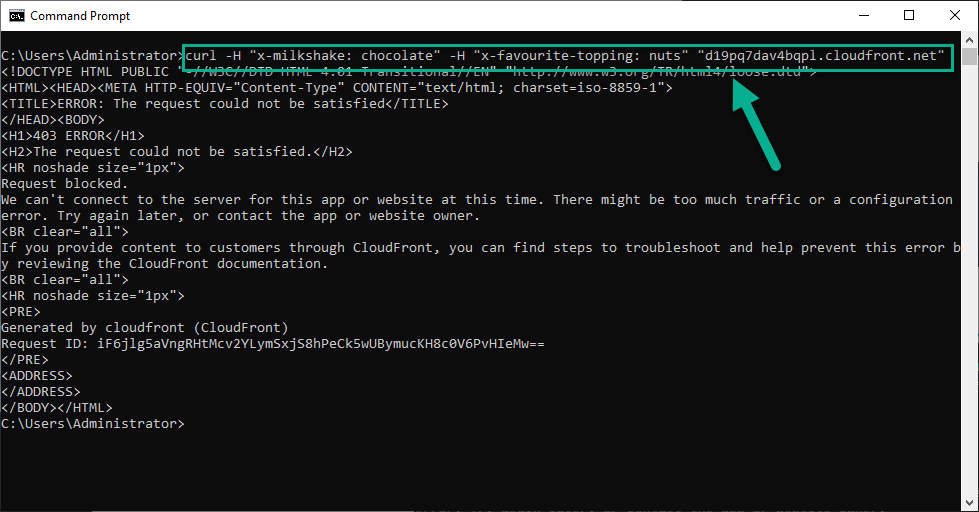 Command Prompt
C:\Users\Administrator>curl -H "x-milkshake: chocolate" -H "x-favourite-topping: nuts" "d19pq7dav4bqpl.cloudfront.net"
<!DOCTYPE HTML PUBLIC "-//W3C//DTD HTML 4.01 Transitional//EN" "http://www.w3.org/TR/html4/loose.dtd">
<HTML><HEAD><META HTTP-EQUIV="Content-Type" CONTENT="text/html; charset=iso-8859-1">
<TITLE>ERROR: The request could not be satisfied</TITLE>
</HEAD><BODY>
<H1>403 ERROR</H1>
<H2>The request could not be satisfied.</H2>
<HR noshade size="1px">
Request blocked.
We can't connect to the server for this app or website at this time. There might be too much traffic or a configuration
error. Try again later, or contact the app or website owner.
<BR clear="all">
If you provide content to customers through CloudFront, you can find steps to troubleshoot and help prevent this error b
y reviewing the CloudFront documentation.
<BR clear="all">
<HR noshade size="1px">
<PRE>
Generated by cloudfront (CloudFront)
Request ID: iF6jlg5aVngRHtMcv2YLymSxjS8hPeCk5wUBymucKH8c0V6PvHIeMw==
</PRE>
<ADDRESS>
</ADDRESS>
</BODY></HTML>
C:\Users\Administrator>